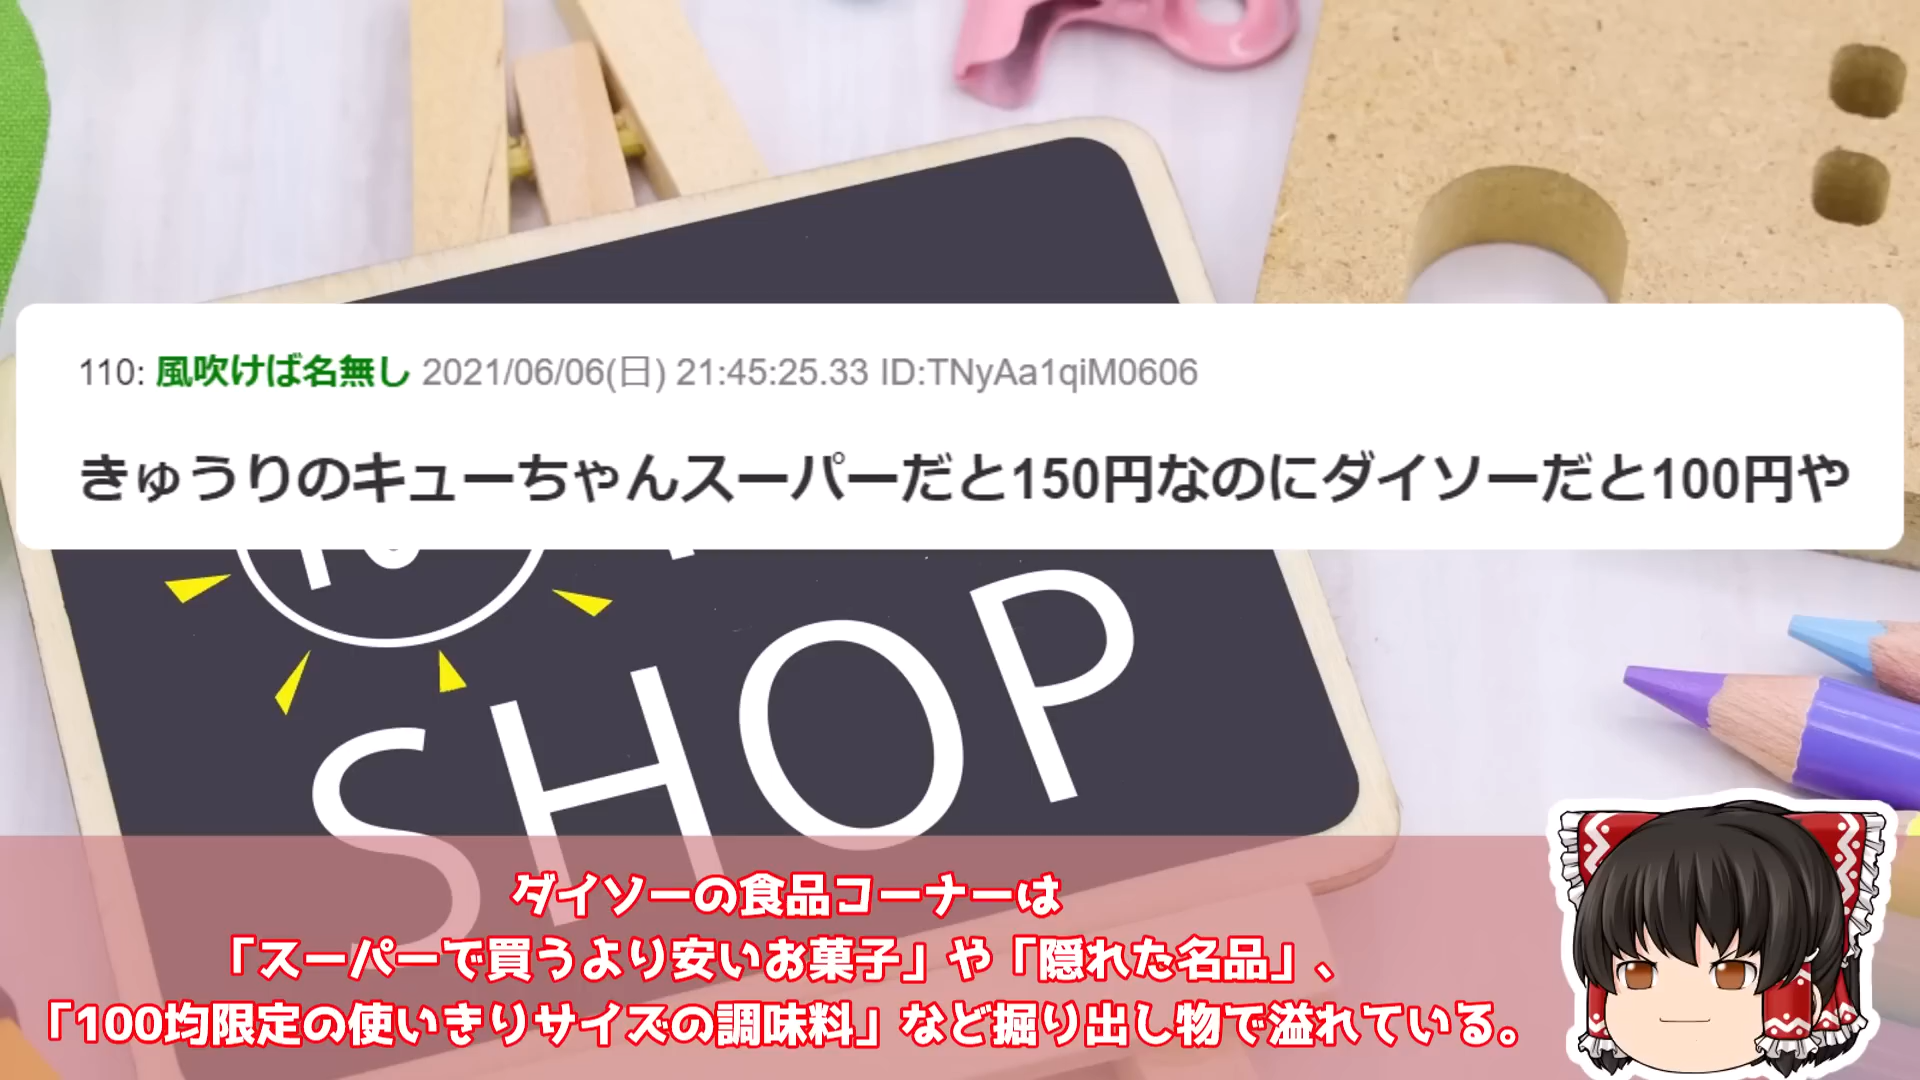 110: 風吹けば名無し 2021/06/06(日) 21:45:25.33 ID:TNyAa1qiM0606
きゅうりのキューちゃんスーパーだと150円なのにダイソーだと100円や
SHOP
ダイソーの食品コーナーは
「スーパーで買うより安いお菓子」や「隠れた名品」、
「100均限定の使いきりサイズの調味料」など掘り出し物で溢れている。